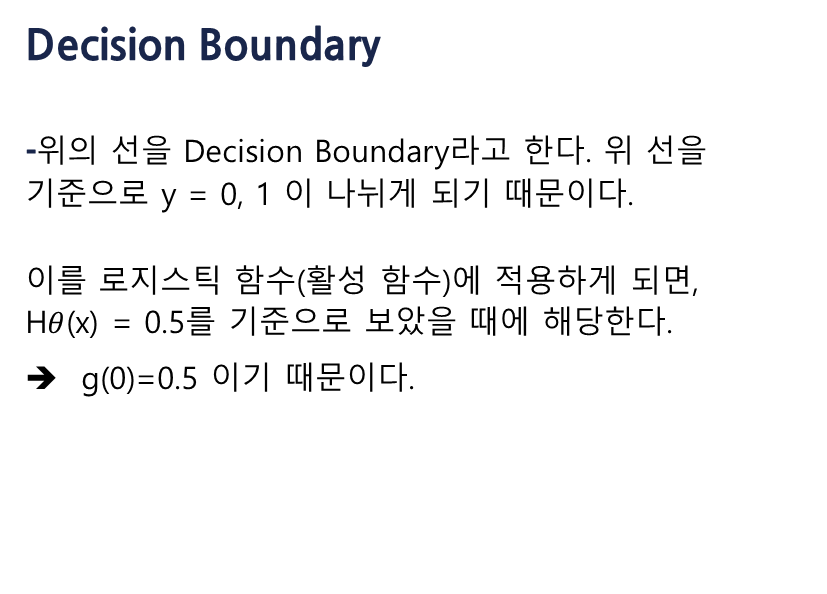 Decision Boundary
-위의 선을 Decision Boundary라고 한다. 위 선을
기준으로 y = 0, 1 이 나뉘게 되기 때문이다.
이를 로지스틱 함수(활성 함수)에 적용하게 되면,
H𝜃(x) = 0.5를 기준으로 보았을 때에 해당한다.
➔ g(0)=0.5 이기 때문이다.